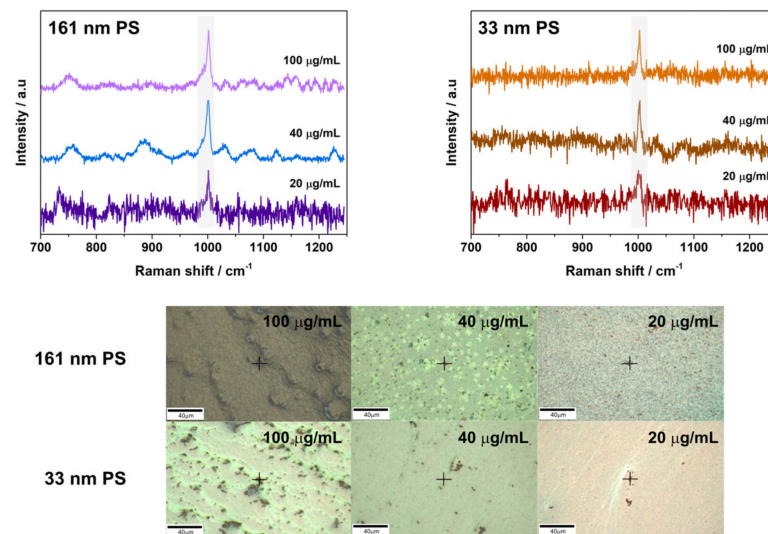 161 nm PS
33 nm PS
Intensity / a.u
100 μg/mL
40 μg/mL
20 μg/mL
700 800 900 1000 1100 1200
Raman shift / cm-1
Intensity / a.u
100 μg/mL
40 μg/mL
20 μg/mL
700 800 900 1000 1100 1200
Raman shift / cm-1
161 nm PS
100 μg/mL
40μm
40 μg/mL
40μm
20 μg/mL
40μm
33 nm PS
100 μg/mL
40μm
40 μg/mL
40μm
20 μg/mL
40μm